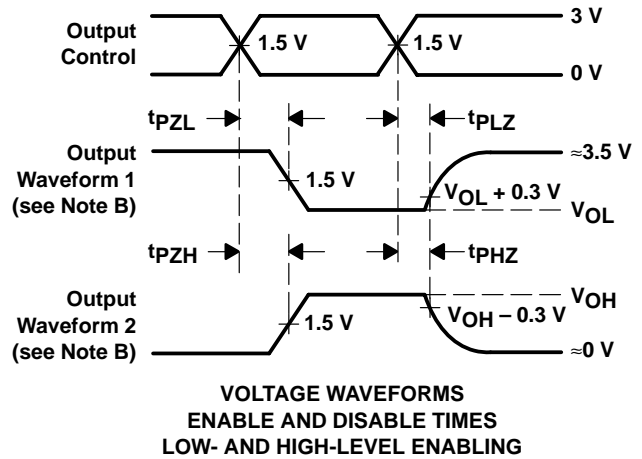 Output
Control
1.5 V
1.5 V
3 V
0 V
tPZL
tPLZ
Output
Waveform 1
(see Note B)
1.5 V
VOL + 0.3 V
≈3.5 V
VOL
tPZH
tPHZ
Output
Waveform 2
(see Note B)
1.5 V
VOH – 0.3 V
VOH
≈0 V
VOLTAGE WAVEFORMS
ENABLE AND DISABLE TIMES
LOW- AND HIGH-LEVEL ENABLING